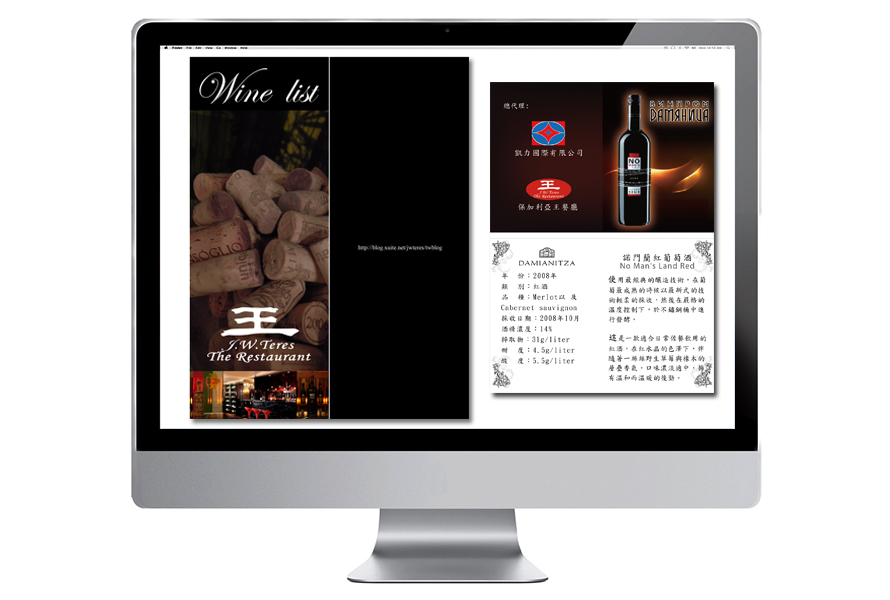 Finder File Edit View Go Window Help
Wine list
王
J.W.Teres
The Restaurant
http://blog.xuite.net/jwteres/twblog
總代理:
凱力國際有限公司
王
J.W.Teres
The Restaurant
保加利亞王餐廳
ВИНПРОМ
DAMЯНИЦА
NO
DAMIANITZA
年　份：2008年
類　別：紅酒
品　種：Merlot以 及
Cabernet sauvignon
採收日期：2008年10月
酒精濃度：14%
抽取物：31g/liter
甜　度：4.5g/liter
酸　度：5.5g/liter
諾門蘭紅葡萄酒
No Man's Land Red
使用最經典的釀造技術，在葡
萄最成熟的時候以最新式的技
術輕柔的採收，然後在嚴格的
溫度控制下，於不鏽鋼桶中進
行發酵。
這是一款適合日常佐餐飲用的
紅酒，在紅水晶的色澤下，伴
隨著一絲絲野生草莓與橡木的
層疊香氣，口味濃淡適中，擁
有溫和而溫暖的後勁。